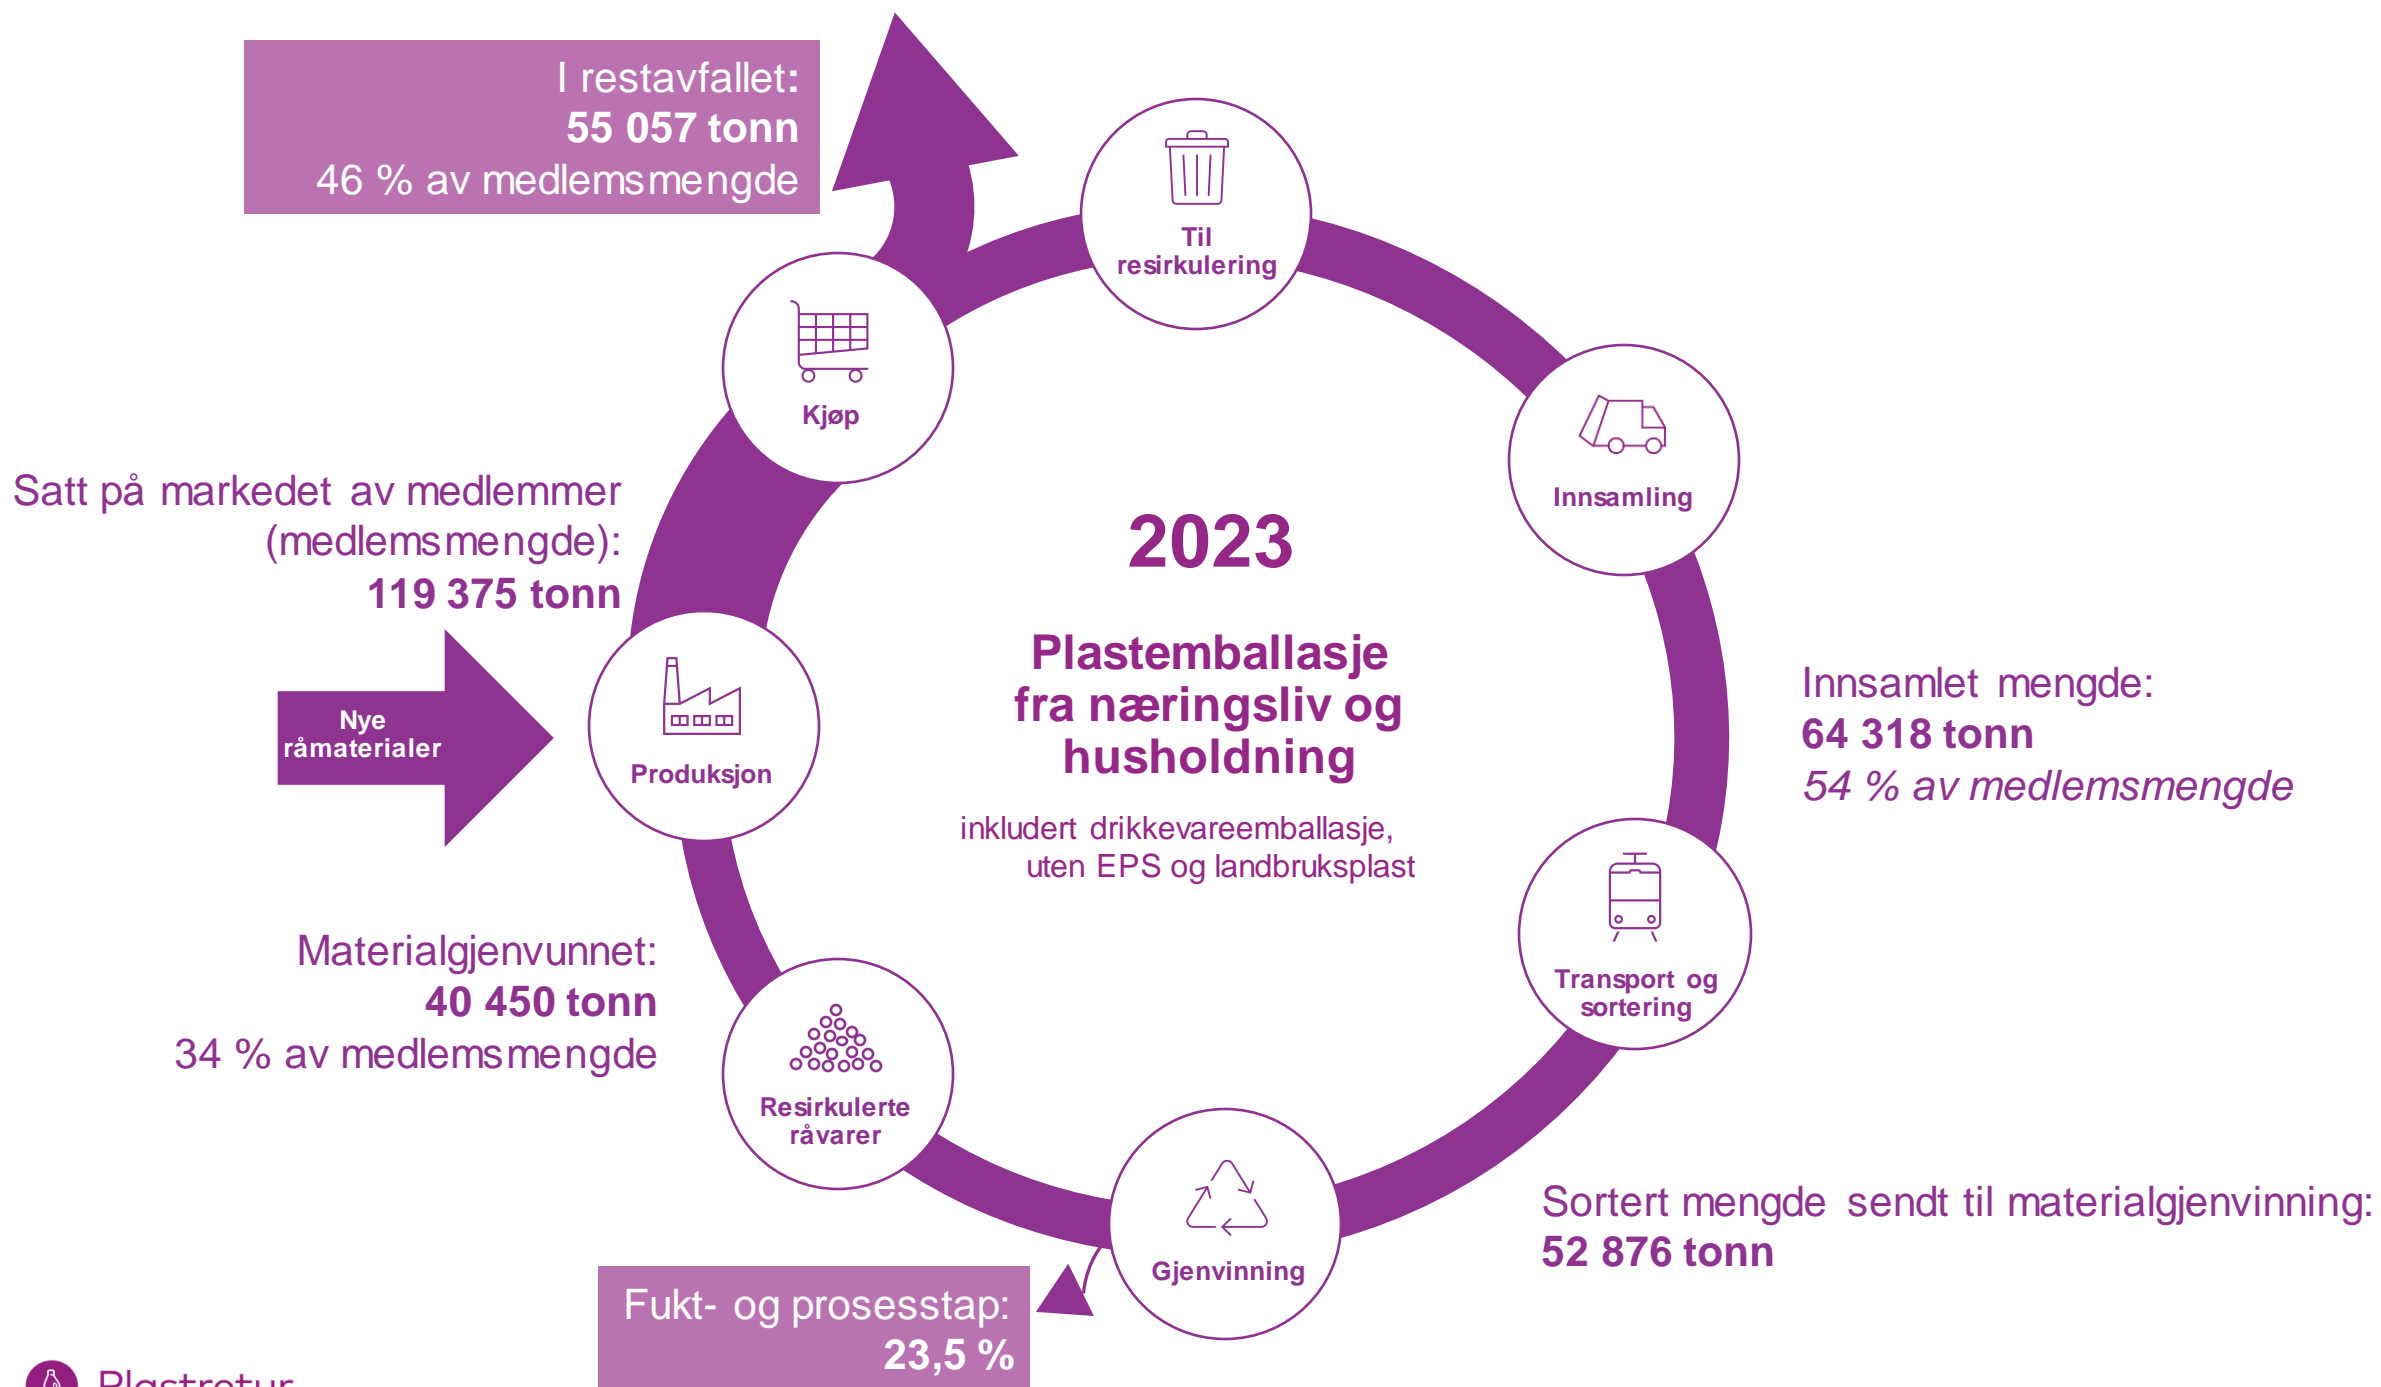 I restavfallet:
55 057 tonn
46 % av medlemsmengde
Til
resirkulering
Kjøp
Innsamling
Satt på markedet av medlemmer
(medlemsmengde):
119 375 tonn
Nye
råmaterialer
Produksjon
2023
Plastemballasje
fra næringsliv og
husholdning
inkludert drikkevareemballasje,
uten EPS og landbruksplast
Innsamlet mengde:
64 318 tonn
54 % av medlemsmengde
Transport og
sortering
Materialgjenvunnet:
40 450 tonn
34 % av medlemsmengde
Resirkulerte
råvarer
Gjenvinning
Sortert mengde sendt til materialgjenvinning:
52 876 tonn
Fukt- og prosesstap:
23,5 %
Plastretur